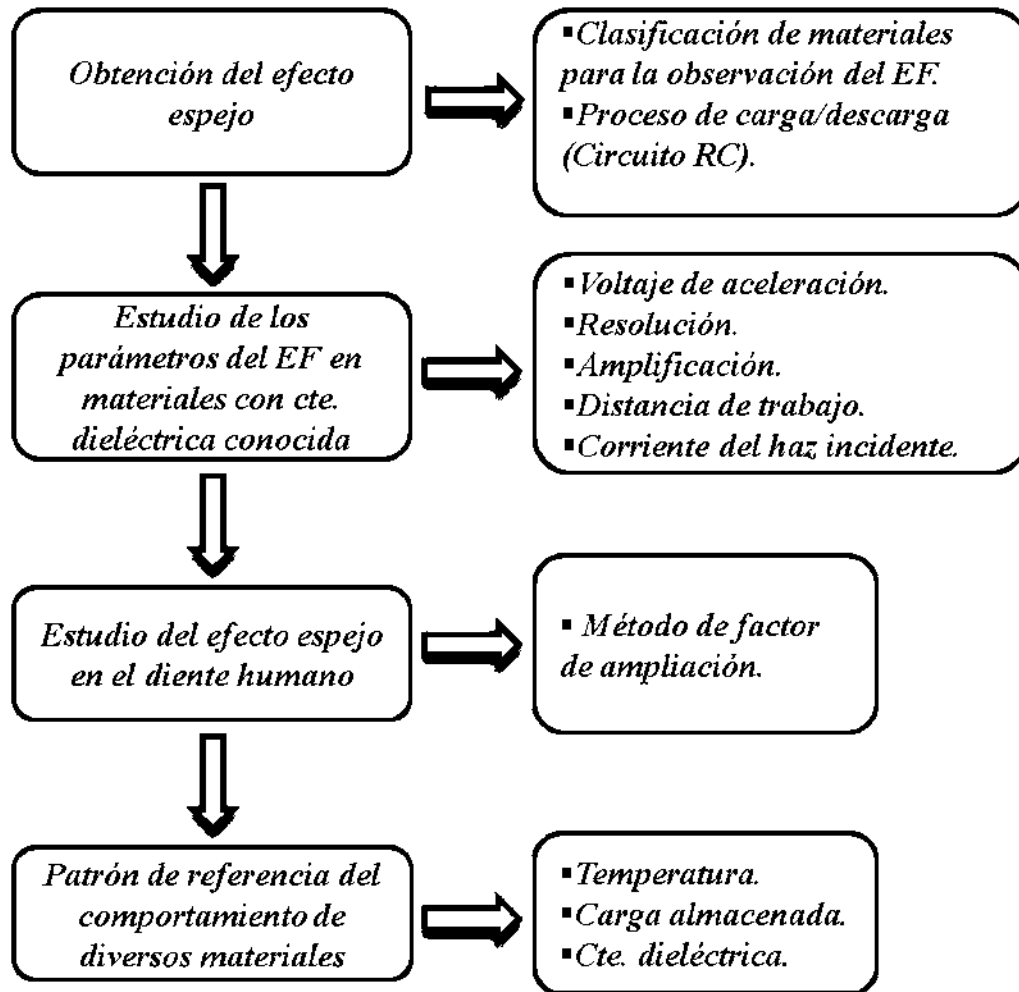 Obtención del efecto
espejo
▪Clasificación de materiales
para la observación del EF.
▪Proceso de carga/descarga
(Circuito RC).
Estudio de los
parámetros del EF en
materiales con cte.
dieléctrica conocida
▪Voltaje de aceleración.
▪Resolución.
▪Amplificación.
▪Distancia de trabajo.
▪Corriente del haz incidente.
Estudio del efecto espejo
en el diente humano
▪ Método de factor
de ampliación.
Patrón de referencia del
comportamiento de
diversos materiales
▪Temperatura.
▪Carga almacenada.
▪Cte. dieléctrica.